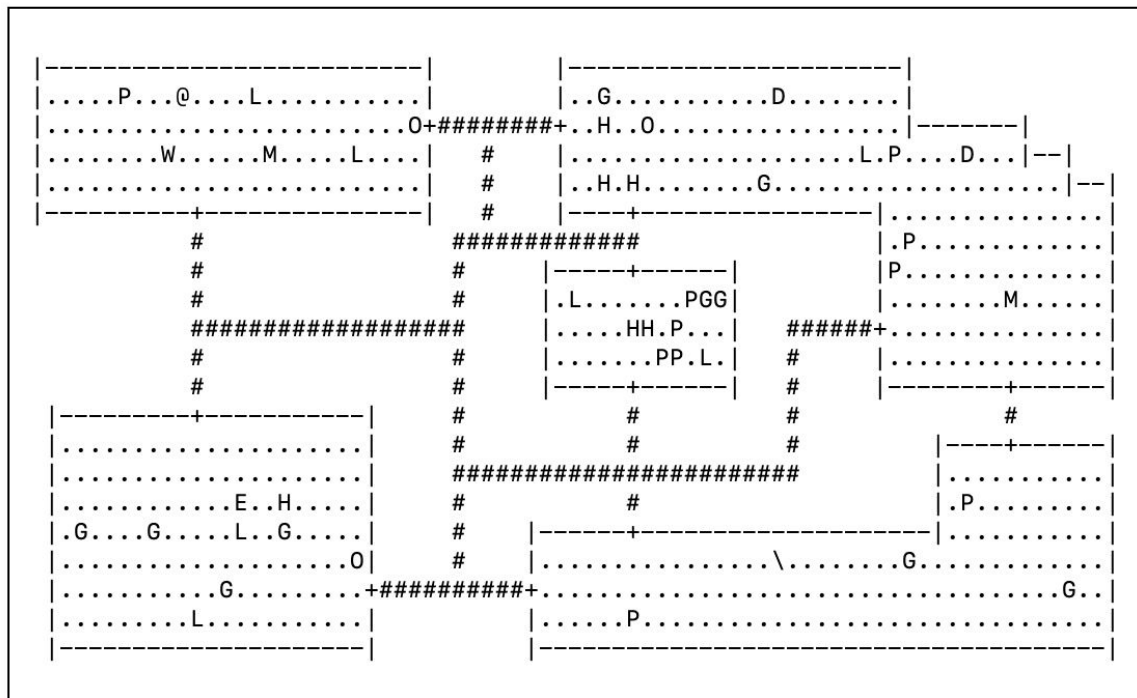 |--------------------------|        |-----------------------|
|.....P...@....L...........|        |..G...........D........|
|.........................O+########+..H..O.................|-------|
|........W......M.....L....|   #    |....................L.P....D...|--|
|..........................|   #    |..H.H........G....................|--|
|----------+---------------|   #    |----+----------------|...............|
           #                 #############                |.P.............|
           #                 #     |-----+------|         |P..............|
           #                 #     |.L.......PGG|         |........M......|
           ###################     |.....HH.P...|   ######+...............|
           #                 #     |.......PP.L.|   #     |...............|
           #                 #     |-----+------|   #     |--------+------|
 |---------+-----------|     #           #          #              #
 |.....................|     #           #          #         |----+------|
 |.....................|     ########################         |...........|
 |............E..H.....|     #           #                    |.P.........|
 |.G....G.....L..G.....|     #    |------+--------------------|...........|
 |....................O|     #    |................\........G.............|
 |...........G.........+##########+....................................G..|
 |.........L...........|          |......P................................|
 |---------------------|          |---------------------------------------|